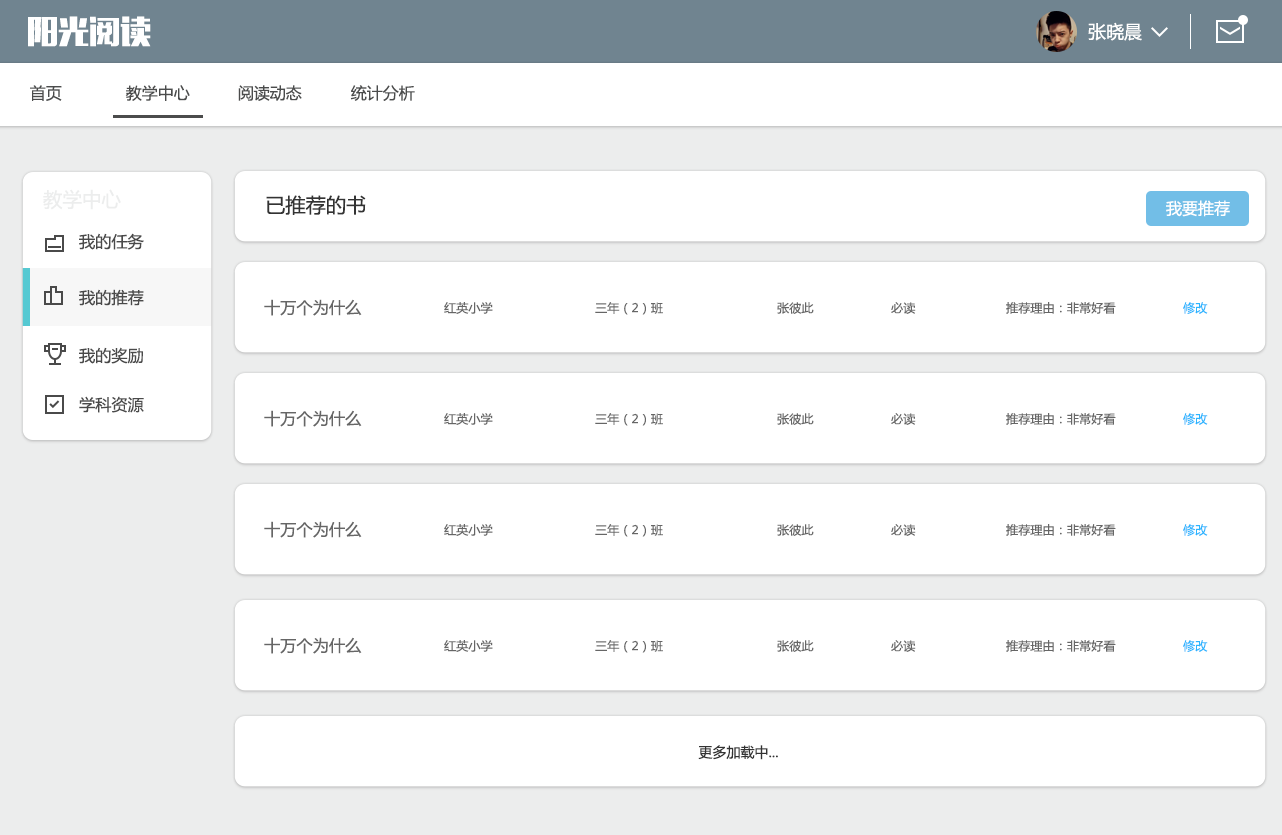 阳光阅读
张晓晨
首页 教学中心 阅读动态 统计分析
教学中心
我的任务
我的推荐
我的奖励
学科资源
已推荐的书 我要推荐
十万个为什么 红英小学 三年（2）班 张彼此 必读 推荐理由：非常好看 修改
十万个为什么 红英小学 三年（2）班 张彼此 必读 推荐理由：非常好看 修改
十万个为什么 红英小学 三年（2）班 张彼此 必读 推荐理由：非常好看 修改
十万个为什么 红英小学 三年（2）班 张彼此 必读 推荐理由：非常好看 修改
更多加载中...